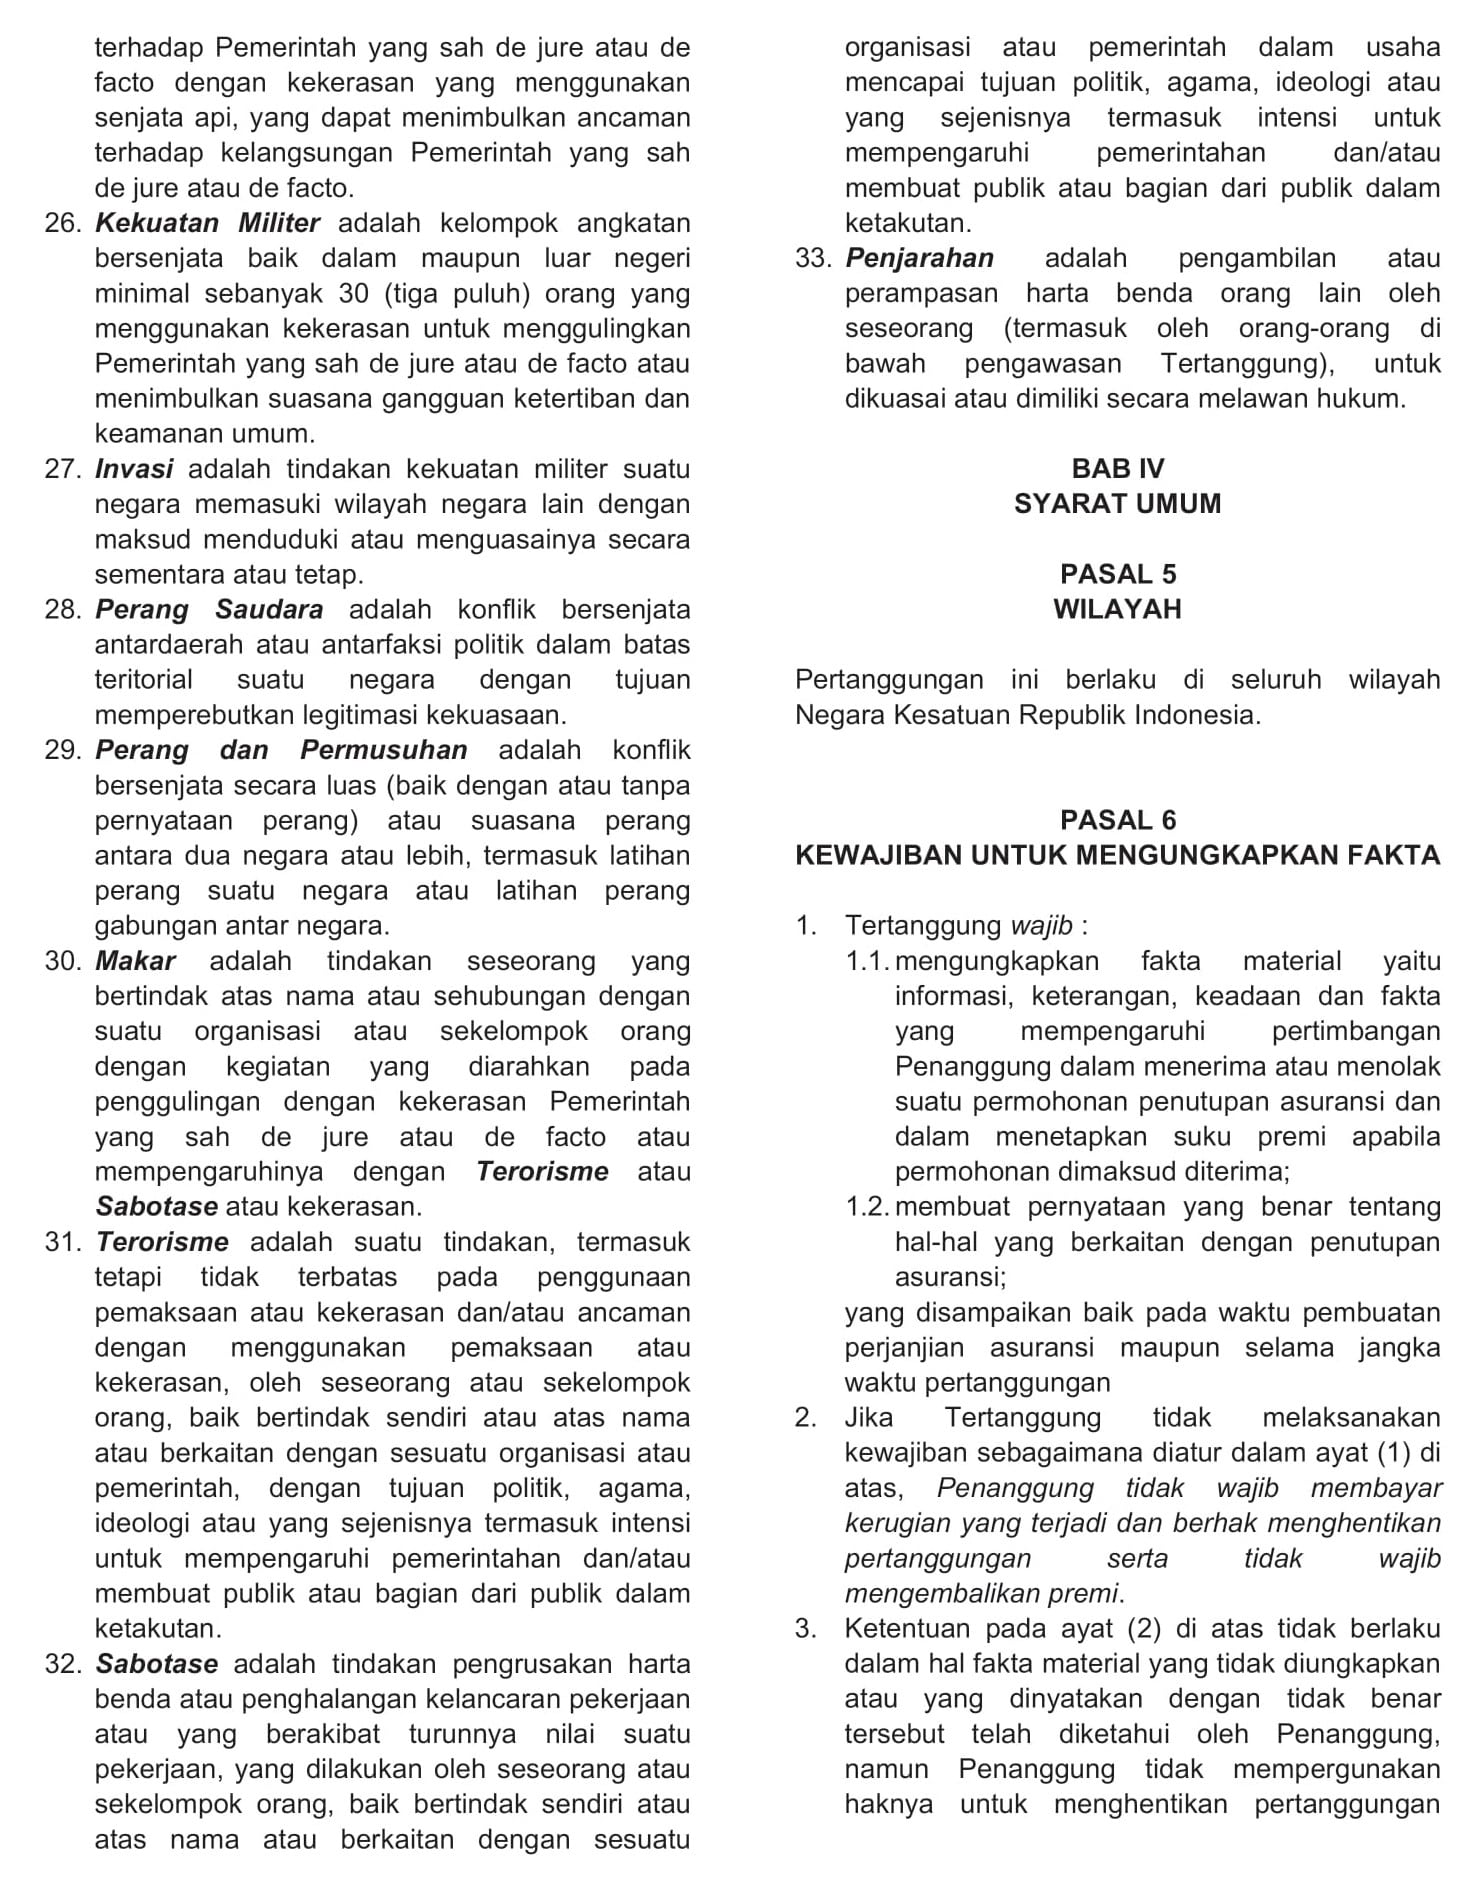 terhadap Pemerintah yang sah de jure atau de
facto dengan kekerasan yang menggunakan
senjata api, yang dapat menimbulkan ancaman
terhadap kelangsungan Pemerintah yang sah
de jure atau de facto.
26. Kekuatan Militer adalah kelompok angkatan
bersenjata baik dalam maupun luar negeri
minimal sebanyak 30 (tiga puluh) orang yang
menggunakan kekerasan untuk menggulingkan
Pemerintah yang sah de jure atau de facto atau
menimbulkan suasana gangguan ketertiban dan
keamanan umum.
27. Invasi adalah tindakan kekuatan militer suatu
negara memasuki wilayah negara lain dengan
maksud menduduki atau menguasainya secara
sementara atau tetap.
28. Perang Saudara adalah konflik bersenjata
antardaerah atau antarfaksi politik dalam batas
teritorial suatu negara dengan tujuan
memperebutkan legitimasi kekuasaan.
29. Perang dan Permusuhan adalah konflik
bersenjata secara luas (baik dengan atau tanpa
pernyataan perang) atau suasana perang
antara dua negara atau lebih, termasuk latihan
perang suatu negara atau latihan perang
gabungan antar negara.
30. Makar adalah tindakan seseorang yang
bertindak atas nama atau sehubungan dengan
suatu organisasi atau sekelompok orang
dengan kegiatan yang diarahkan pada
penggulingan dengan kekerasan Pemerintah
yang sah de jure atau de facto atau
mempengaruhinya dengan Terorisme atau
Sabotase atau kekerasan.
31. Terorisme adalah suatu tindakan, termasuk
tetapi tidak terbatas pada penggunaan
pemaksaan atau kekerasan dan/atau ancaman
dengan menggunakan pemaksaan atau
kekerasan, oleh seseorang atau sekelompok
orang, baik bertindak sendiri atau atas nama
atau berkaitan dengan sesuatu organisasi atau
pemerintah, dengan tujuan politik, agama,
ideologi atau yang sejenisnya termasuk intensi
untuk mempengaruhi pemerintahan dan/atau
membuat publik atau bagian dari publik dalam
ketakutan.
32. Sabotase adalah tindakan pengrusakan harta
benda atau penghalangan kelancaran pekerjaan
atau yang berakibat turunnya nilai suatu
pekerjaan, yang dilakukan oleh seseorang atau
sekelompok orang, baik bertindak sendiri atau
atas nama atau berkaitan dengan sesuatu
organisasi atau pemerintah dalam usaha
mencapai tujuan politik, agama, ideologi atau
yang sejenisnya termasuk intensi untuk
mempengaruhi pemerintahan dan/atau
membuat publik atau bagian dari publik dalam
ketakutan.
33. Penjarahan adalah pengambilan atau
perampasan harta benda orang lain oleh
seseorang (termasuk oleh orang-orang di
bawah pengawasan Tertanggung), untuk
dikuasai atau dimiliki secara melawan hukum.
BAB IV
SYARAT UMUM
PASAL 5
WILAYAH
Pertanggungan ini berlaku di seluruh wilayah
Negara Kesatuan Republik Indonesia.
PASAL 6
KEWAJIBAN UNTUK MENGUNGKAPKAN FAKTA
1. Tertanggung wajib :
1.1. mengungkapkan fakta material yaitu
informasi, keterangan, keadaan dan fakta
yang mempengaruhi pertimbangan
Penanggung dalam menerima atau menolak
suatu permohonan penutupan asuransi dan
dalam menetapkan suku premi apabila
permohonan dimaksud diterima;
1.2. membuat pernyataan yang benar tentang
hal-hal yang berkaitan dengan penutupan
asuransi;
yang disampaikan baik pada waktu pembuatan
perjanjian asuransi maupun selama jangka
waktu pertanggungan
2. Jika Tertanggung tidak melaksanakan
kewajiban sebagaimana diatur dalam ayat (1) di
atas, Penanggung tidak wajib membayar
kerugian yang terjadi dan berhak menghentikan
pertanggungan serta tidak wajib
mengembalikan premi.
3. Ketentuan pada ayat (2) di atas tidak berlaku
dalam hal fakta material yang tidak diungkapkan
atau yang dinyatakan dengan tidak benar
tersebut telah diketahui oleh Penanggung,
namun Penanggung tidak mempergunakan
haknya untuk menghentikan pertanggungan